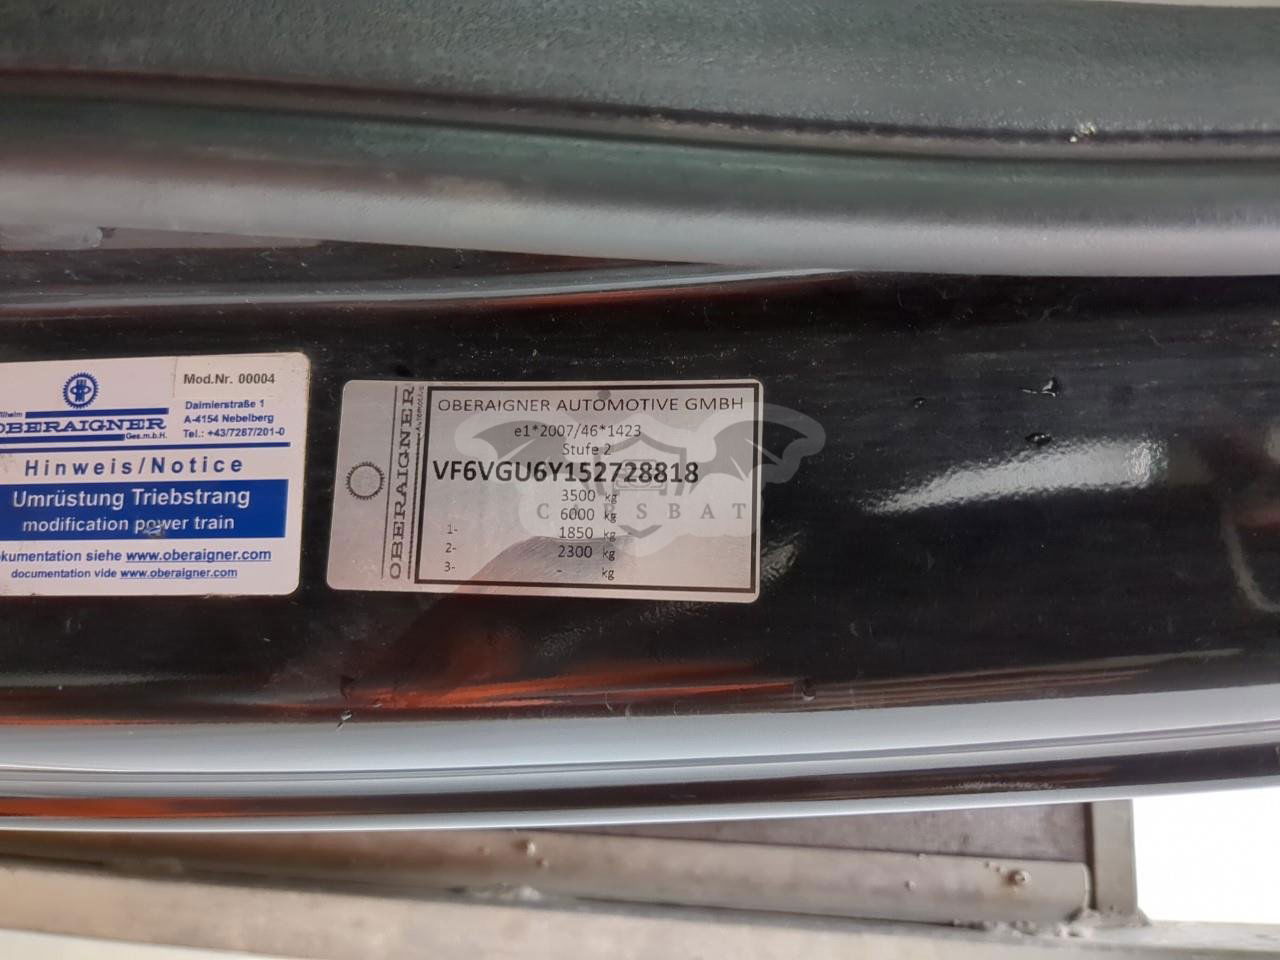 Mod.Nr. 00004
OBERAIGNER
Ges.m.b.H.
Daimlerstraße 1
A-4154 Nebelberg
Tel.: +43/7287/201-0
Hinweis/Notice
Umrüstung Triebstrang
modification power train
siehe www.oberaigner.com
documentation vide www.oberaigner.com
OBERAIGNER
AUTOMOTIVE
OBERAIGNER AUTOMOTIVE GMBH
e1*2007/46*1423
Stufe 2
VF6VGU6Y152728818
3500 kg
6000 kg
1- 1850 kg
2- 2300 kg
3- - kg
CARSBAT